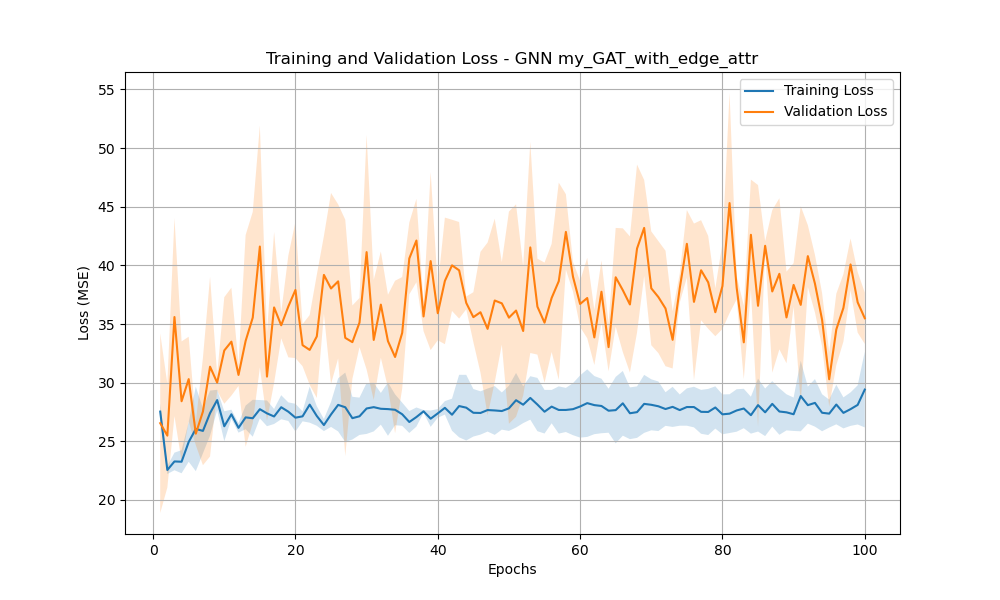 Training and Validation Loss - GNN my_GAT_with_edge_attr
Training Loss
Validation Loss
Loss (MSE)
55
50
45
40
35
30
25
20
0
20
40
60
80
100
Epochs